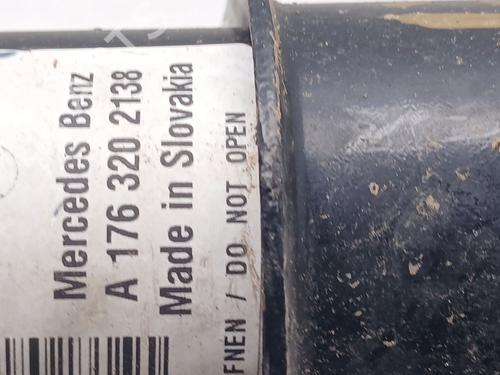 Mercedes Benz
A 176 320 2138
Made in Slovakia
FNEN / DO NOT OPEN